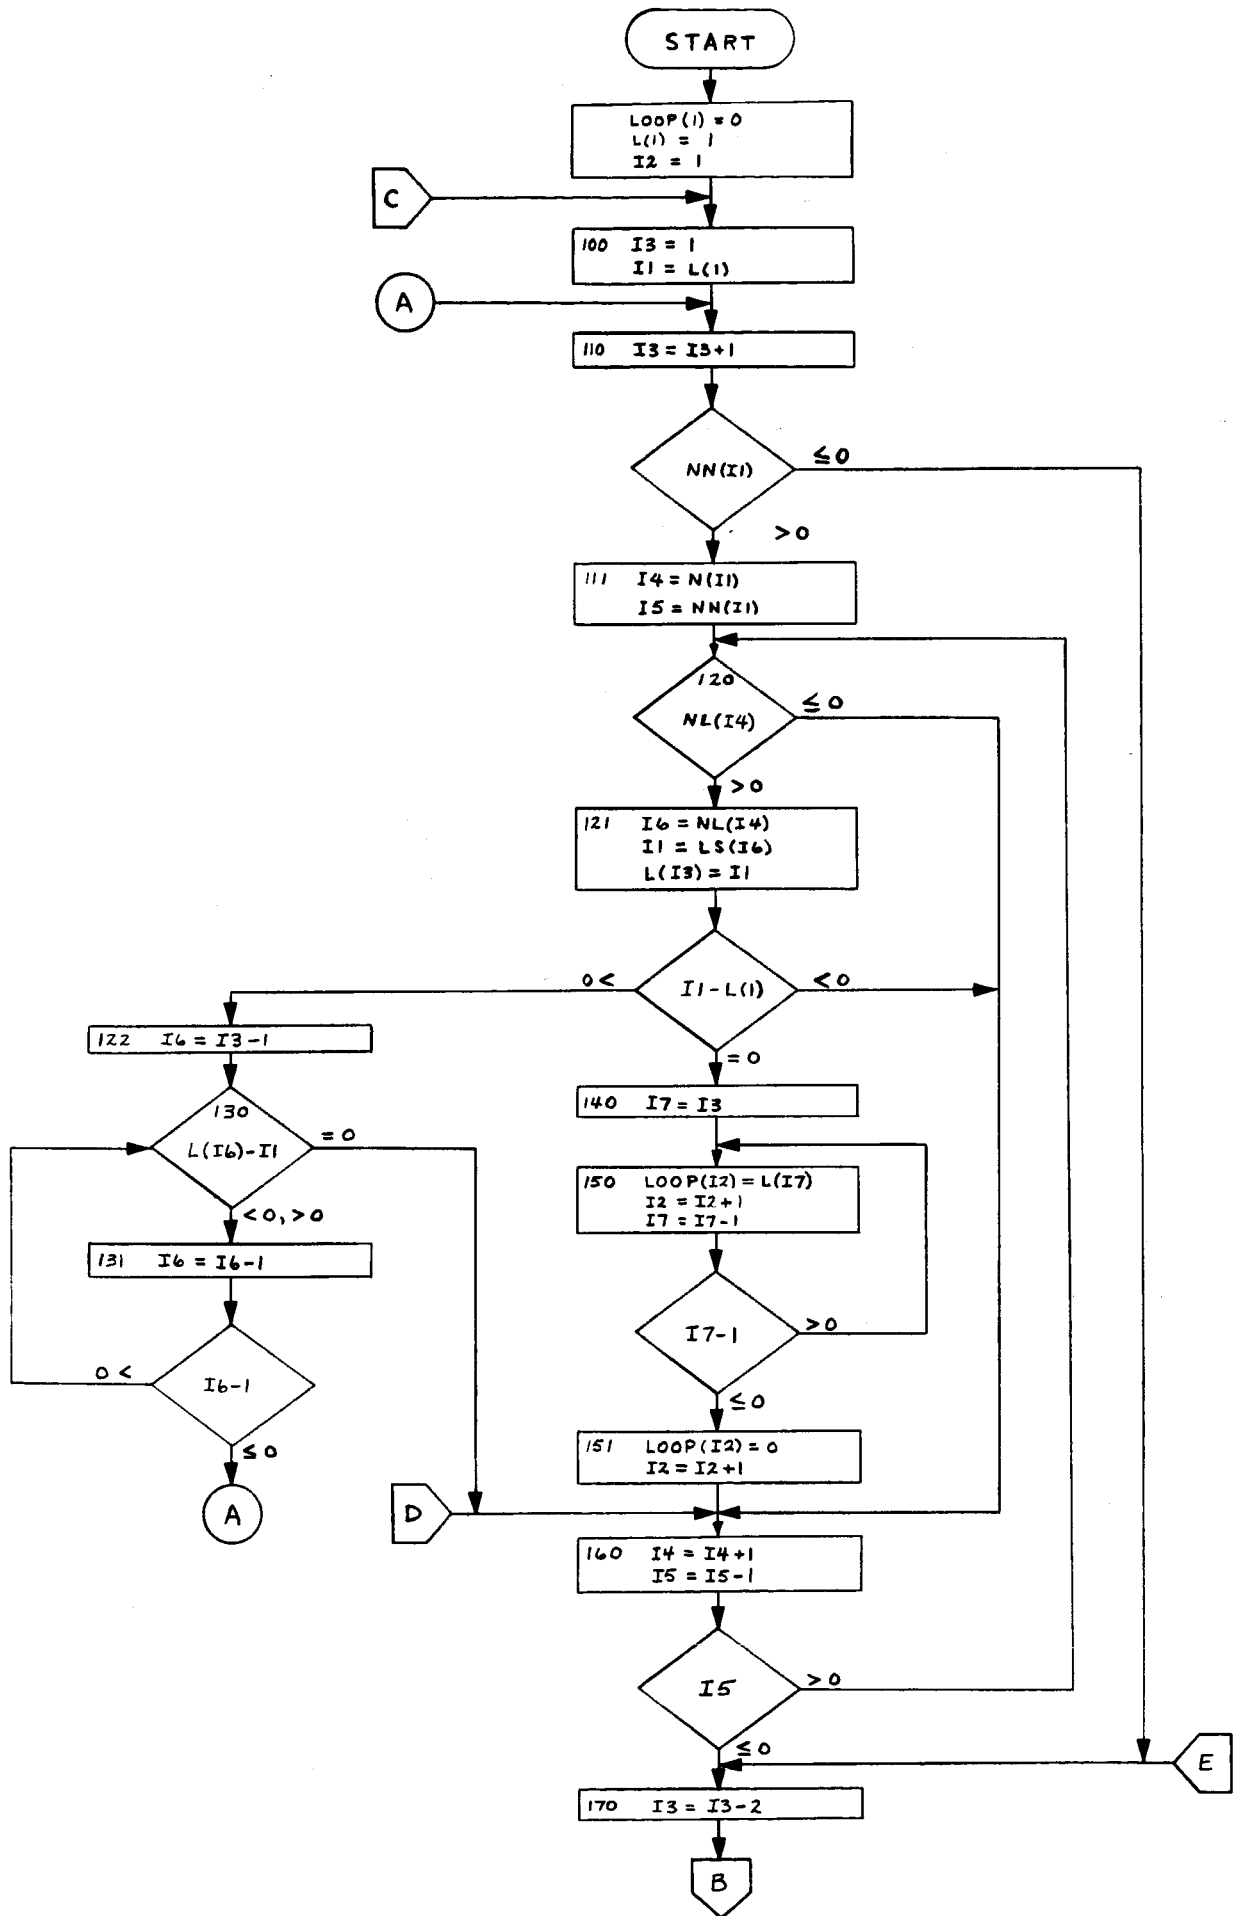 START
LOOP(1) = 0
L(1) = 1
I2 = 1
C
100 I3 = 1
I1 = L(1)
A
110 I3 = I3+1
NN(I1)
≤0
>0
111 I4 = N(I1)
I5 = NN(I1)
120
NL(I4)
≤0
>0
121 I6 = NL(I4)
I1 = LS(I6)
L(I3) = I1
0<
I1-L(1)
<0
=0
122 I6 = I3-1
130
L(I6)-I1
=0
<0, >0
131 I6 = I6-1
0<
I6-1
≤0
A
140 I7 = I3
150 LOOP(I2) = L(I7)
I2 = I2+1
I7 = I7-1
I7-1
>0
≤0
151 LOOP(I2) = 0
I2 = I2+1
D
160 I4 = I4+1
I5 = I5-1
I5
>0
≤0
E
170 I3 = I3-2
B